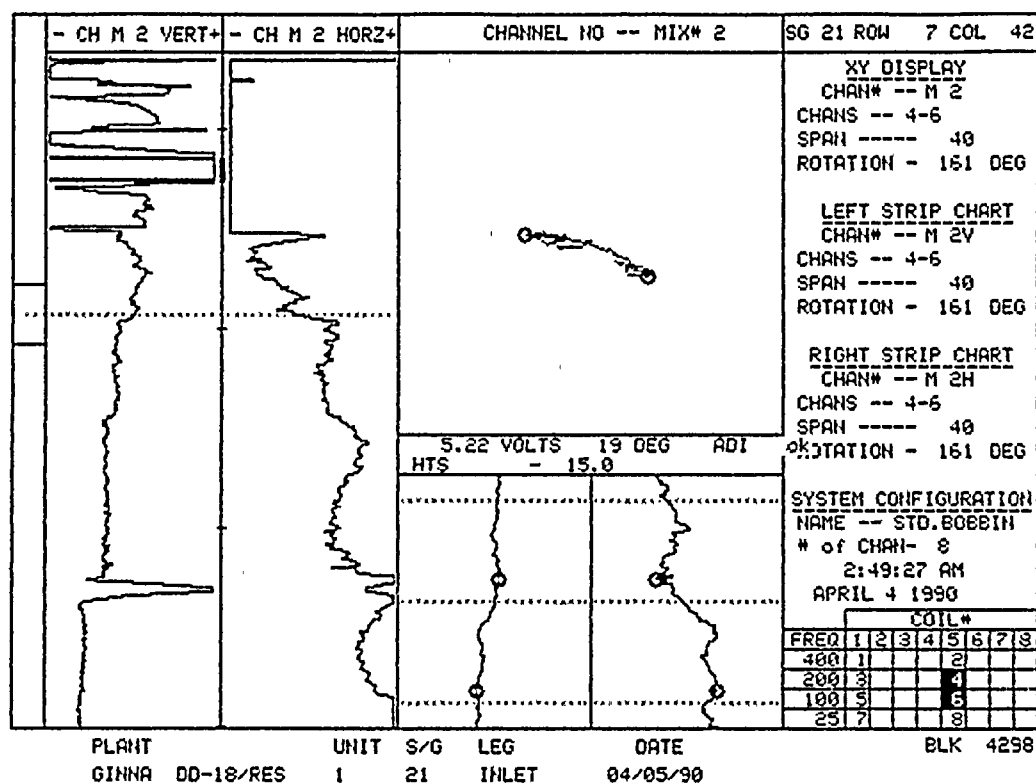 - CH M 2 VERT+ - CH M 2 HORZ+ CHANNEL NO -- MIX# 2 SG 21 ROW 7 COL 42
XY DISPLAY
CHAN# -- M 2
CHANS -- 4-6
SPAN ----- 40
ROTATION - 161 DEG
LEFT STRIP CHART
CHAN# -- M 2V
CHANS -- 4-6
SPAN ----- 40
ROTATION - 161 DEG
RIGHT STRIP CHART
CHAN# -- M 2H
CHANS -- 4-6
SPAN ----- 40
ROTATION - 161 DEG
5.22 VOLTS 19 DEG ADI ok
HTS - 15.0
SYSTEM CONFIGURATION
NAME -- STD.BOBBIN
# of CHAN- 8
2:49:27 AM
APRIL 4 1990
COIL#
FREQ 1 2 3 4 5 6 7 8
400 1 2
200 3 4
100 5 6
25 7 8
PLANT UNIT S/G LEG DATE BLK 4298
GINNA DD-18/RES 1 21 INLET 04/05/90